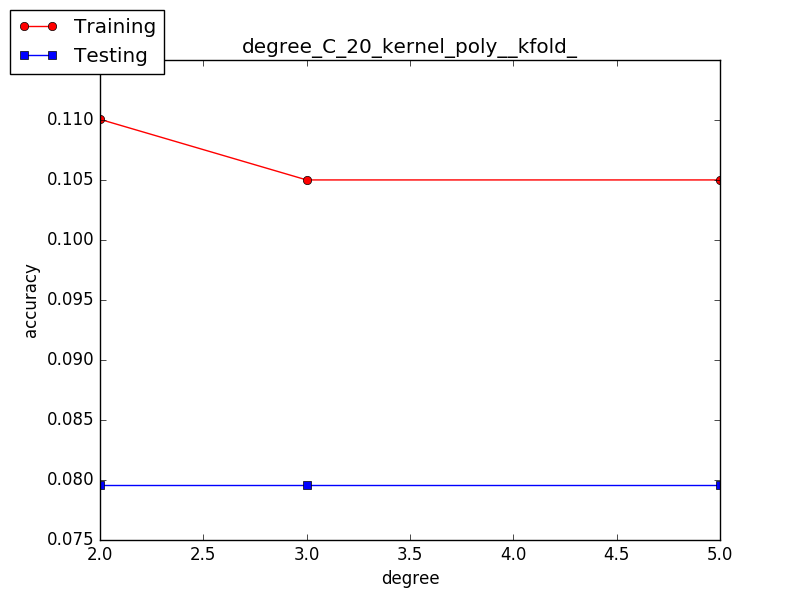 Training
Testing
degree_C_20_kernel_poly__kfold_
0.110
0.105
0.100
0.095
0.090
0.085
0.080
0.075
accuracy
2.0 2.5 3.0 3.5 4.0 4.5 5.0
degree